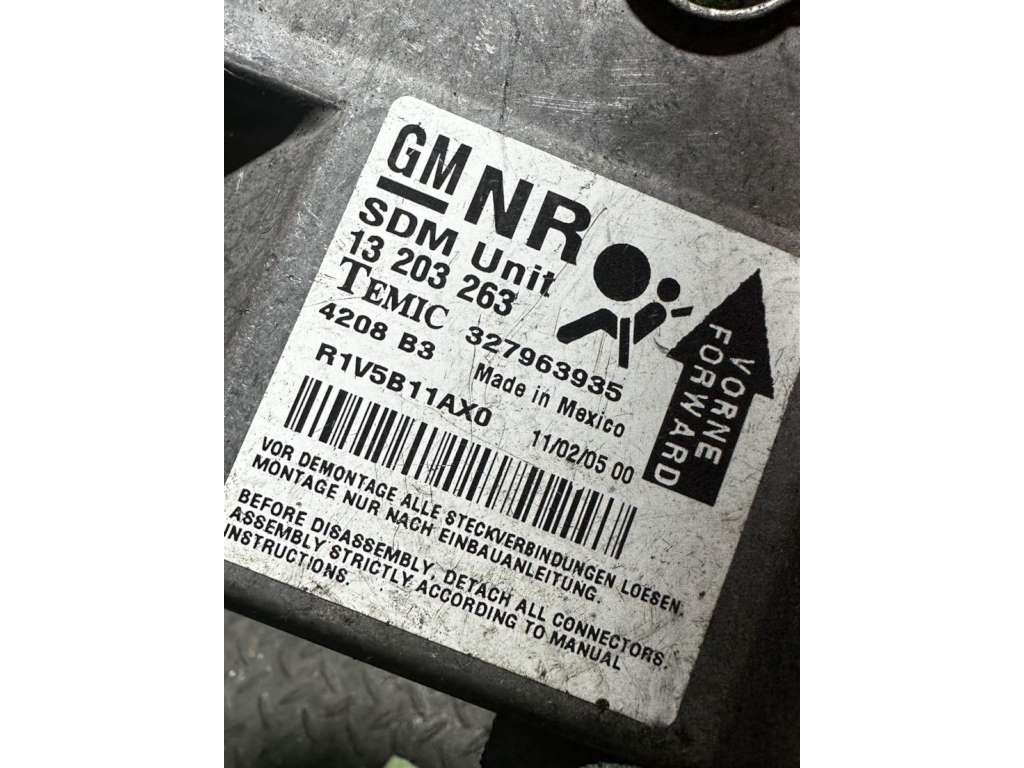 GM NR
SDM Unit
13 203 263
TEMIC 327963935
4208 B3 Made in Mexico
R1V5B11AX0 11/02/05 00
VORNE
FORWARD
VOR DEMONTAGE ALLE STECKVERBINDUNGEN LOESEN,
MONTAGE NUR NACH EINBAUANLEITUNG.
BEFORE DISASSEMBLY, DETACH ALL CONNECTORS.
ASSEMBLY STRICTLY ACCORDING TO MANUAL
INSTRUCTIONS.